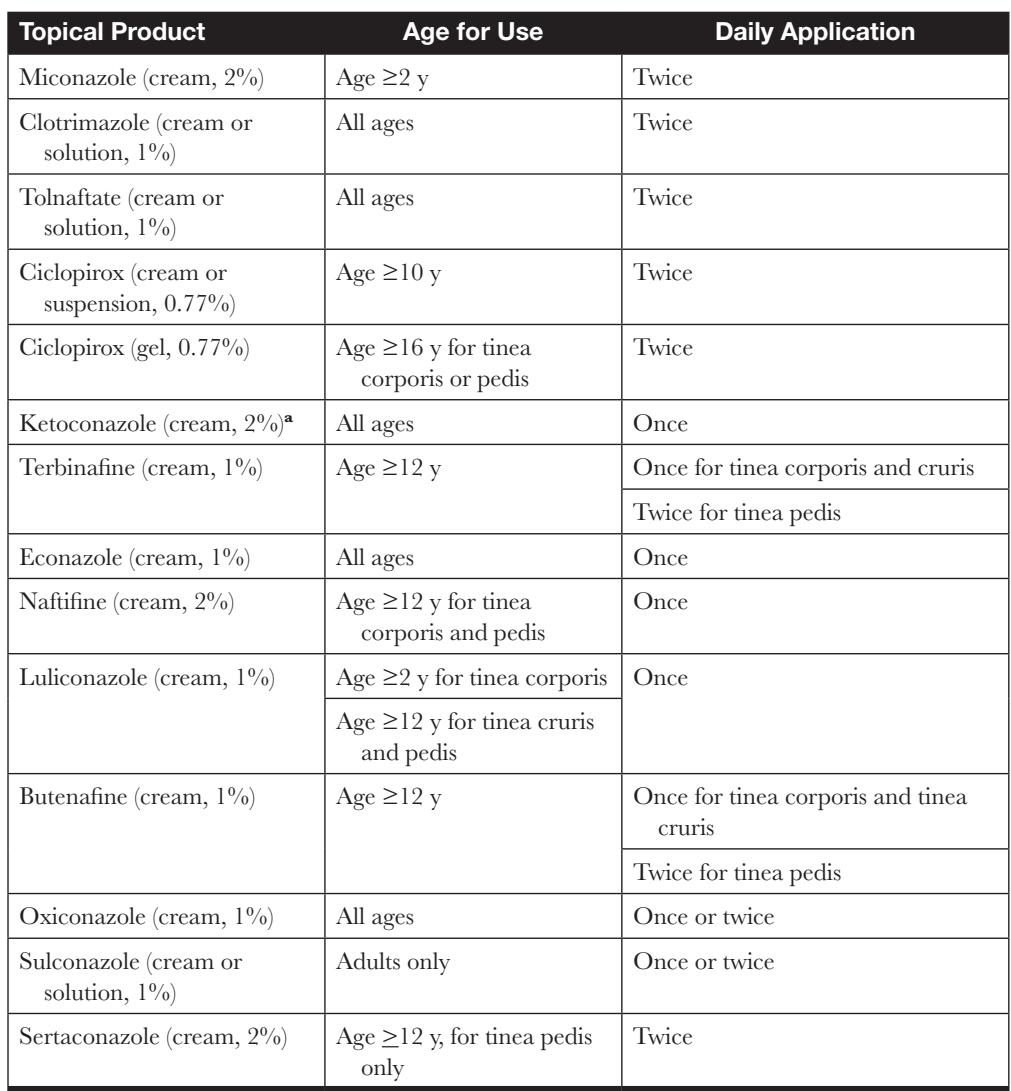 Topical Product Age for Use Daily Application
Miconazole (cream, 2%) Age ≥2 y Twice
Clotrimazole (cream or All ages Twice
solution, 1%)
Tolnaftate (cream or All ages Twice
solution, 1%)
Ciclopirox (cream or Age ≥10 y Twice
suspension, 0.77%)
Ciclopirox (gel, 0.77%) Age ≥16 y for tinea Twice
corporis or pedis
Ketoconazole (cream, 2%)ᵃ All ages Once
Terbinafine (cream, 1%) Age ≥12 y Once for tinea corporis and cruris
Twice for tinea pedis
Econazole (cream, 1%) All ages Once
Naftifine (cream, 2%) Age ≥12 y for tinea Once
corporis and pedis
Luliconazole (cream, 1%) Age ≥2 y for tinea corporis Once
Age ≥12 y for tinea cruris
and pedis
Butenafine (cream, 1%) Age ≥12 y Once for tinea corporis and tinea
cruris
Twice for tinea pedis
Oxiconazole (cream, 1%) All ages Once or twice
Sulconazole (cream or Adults only Once or twice
solution, 1%)
Sertaconazole (cream, 2%) Age ≥12 y, for tinea pedis Twice
only